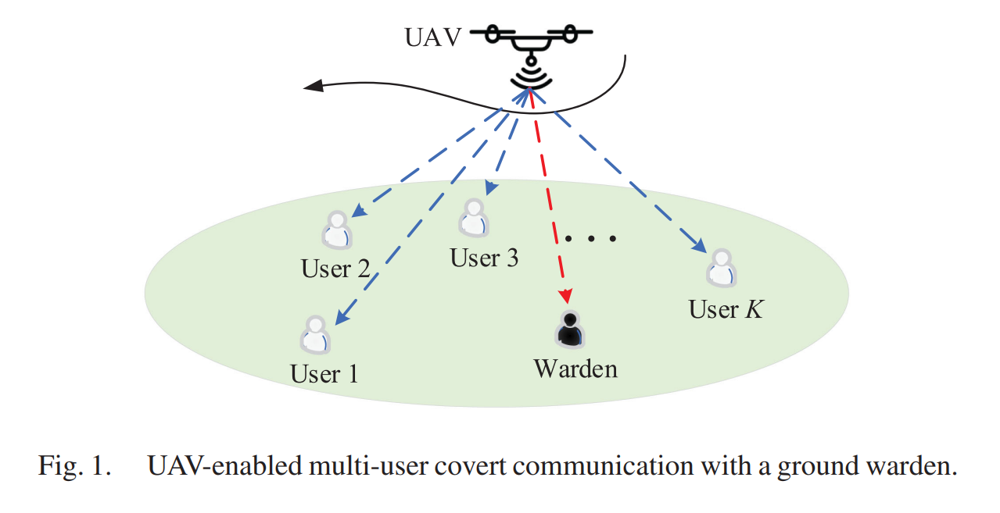 UAV
User 2
User 3
• • •
User K
User 1
Warden
Fig. 1. UAV-enabled multi-user covert communication with a ground warden.